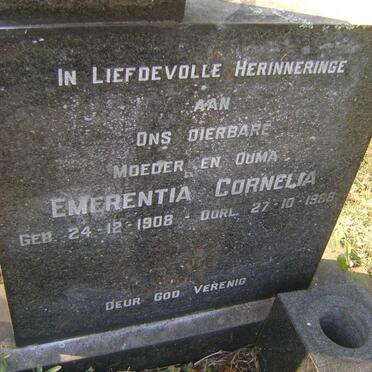 IN LIEFDEVOLLE HERINNERINGE
AAN
ONS DIERBARE
MOEDER EN OUMA
EMERENTIA CORNELIA
GEB. 24-12-1908 - OORL. 27-10-1968
DEUR GOD VERENIG